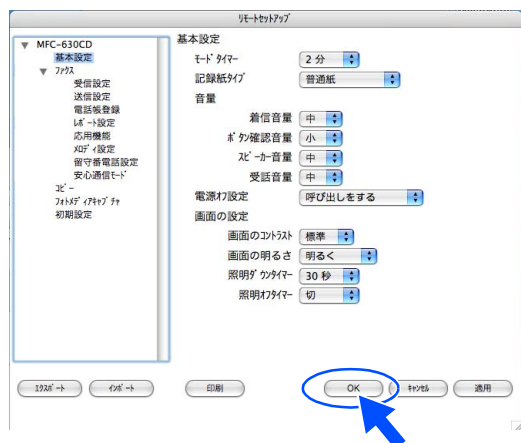 ﾘﾓｰﾄｾｯﾄｱｯﾌﾟ
MFC-630CD
基本設定
ﾌｧｸｽ
受信設定
送信設定
電話帳登録
ﾚﾎﾟｰﾄ設定
応用機能
ﾒﾛﾃﾞｨ設定
留守番電話設定
安心通信ﾓｰﾄﾞ
ｺﾋﾟｰ
ﾌｫﾄﾒﾃﾞｨｱｷｬﾌﾟﾁｬ
初期設定
基本設定
ﾓｰﾄﾞﾀｲﾏｰ 2 分
記録紙ﾀｲﾌﾟ 普通紙
音量
着信音量 中
ﾎﾞﾀﾝ確認音量 小
ｽﾋﾟｰｶｰ音量 中
受話音量 中
電源ｵﾌ設定 呼び出しをする
画面の設定
画面のｺﾝﾄﾗｽﾄ 標準
画面の明るさ 明るく
照明ﾀﾞｳﾝﾀｲﾏｰ 30 秒
照明ｵﾌﾀｲﾏｰ 切
ｴｸｽﾎﾟｰﾄ ｲﾝﾎﾟｰﾄ 印刷 OK ｷｬﾝｾﾙ 適用